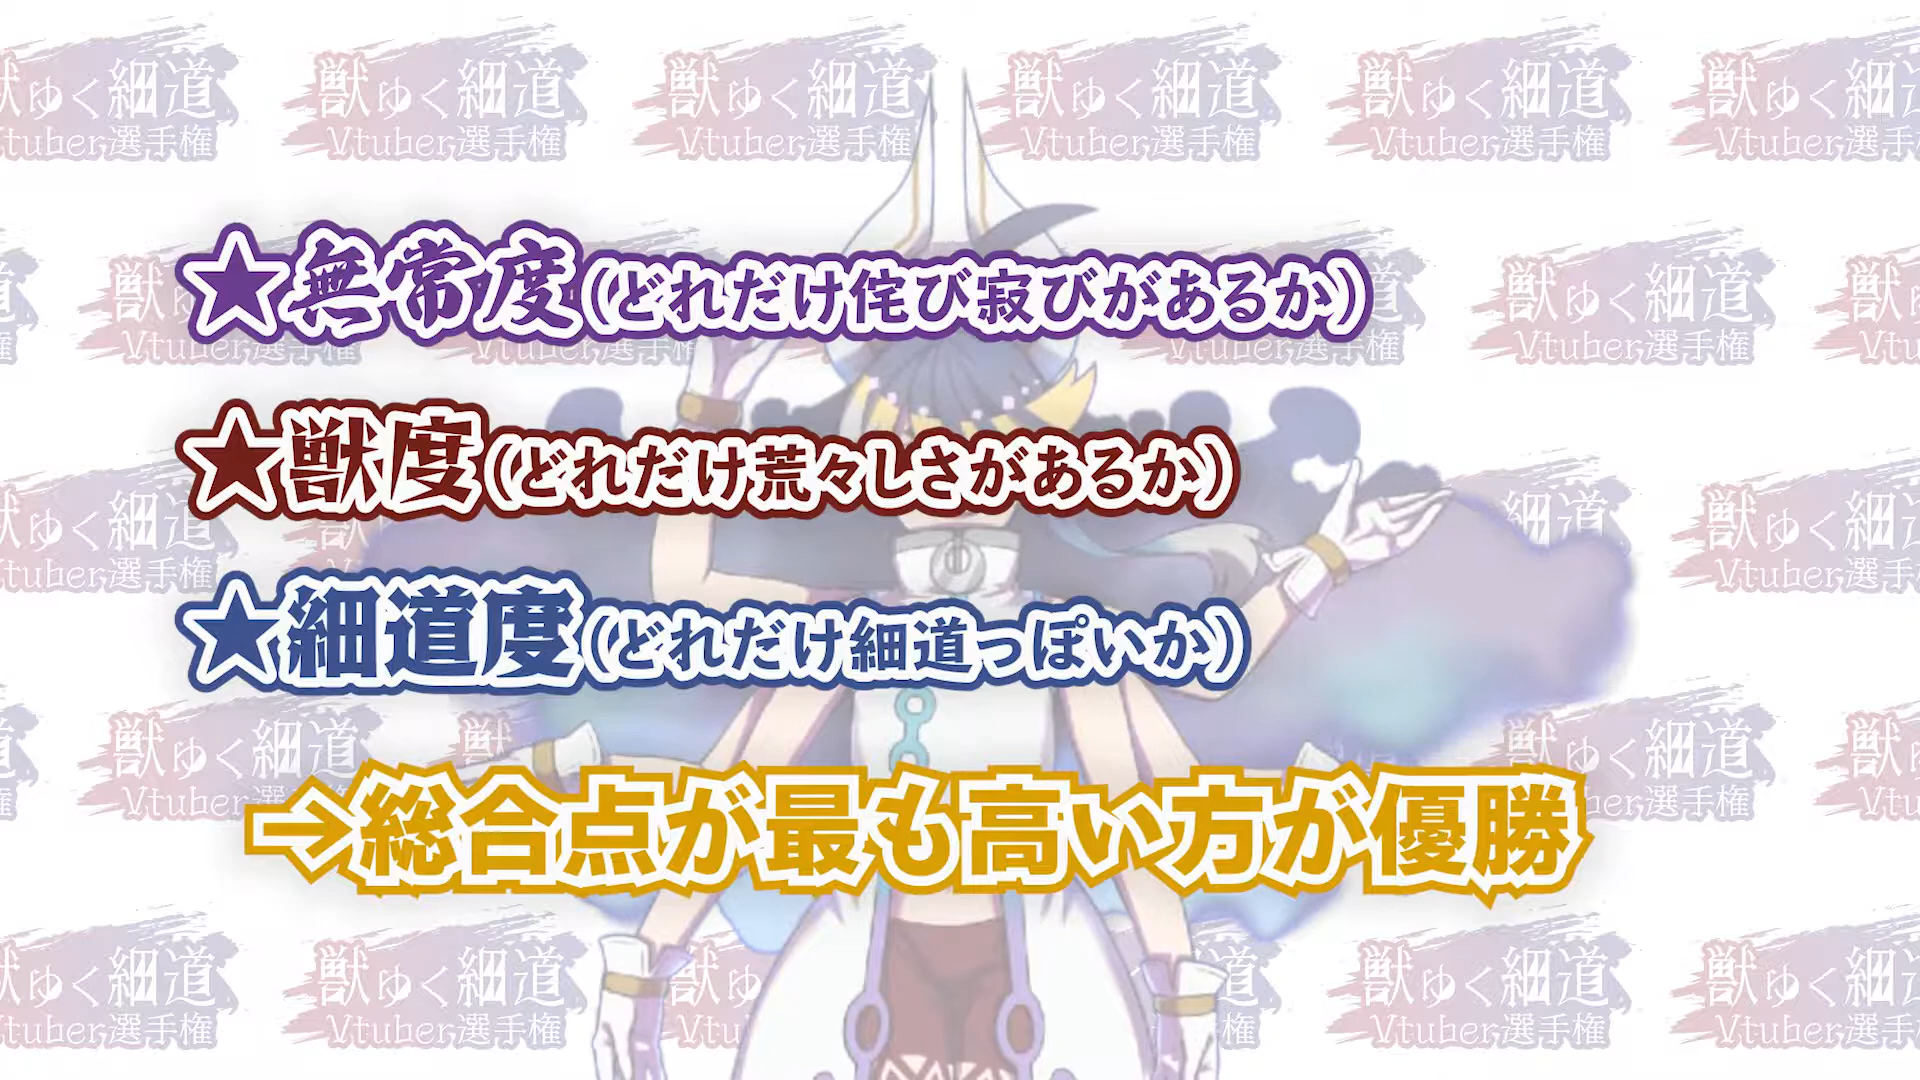 獣ゆく細道
Vtuber選手権
★無常度(どれだけ侘び寂びがあるか)
★獣度(どれだけ荒々しさがあるか)
★細道度(どれだけ細道っぽいか)
→総合点が最も高い方が優勝